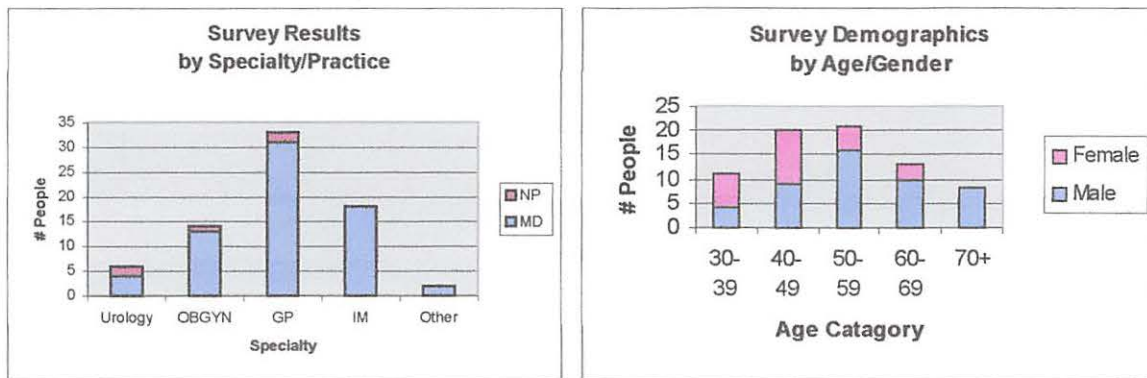 Survey Results
by Specialty/Practice
# People
35
30
25
20
15
10
5
0
Urology OBGYN GP IM Other
Specialty
NP
MD
Survey Demographics
by Age/Gender
# People
25
20
15
10
5
0
30- 40- 50- 60- 70+
39 49 59 69
Age Catagory
Female
Male